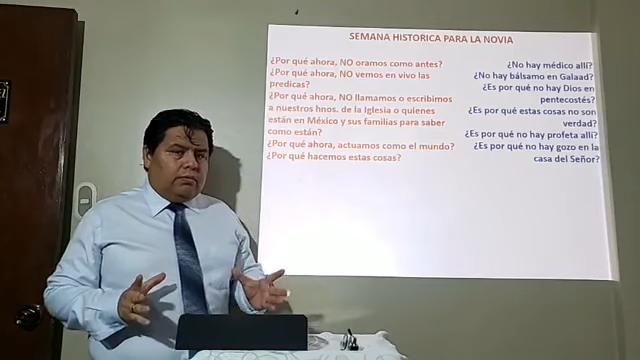 SEMANA HISTORICA PARA LA NOVIA
¿Por qué ahora, NO oramos como antes?
¿Por qué ahora, NO vemos en vivo las
predicas?
¿Por qué ahora, NO llamamos o escribimos
a nuestros hnos. de la Iglesia o quienes
están en México y sus familias para saber
como están?
¿Por qué ahora, actuamos como el mundo?
¿Por qué hacemos estas cosas?
¿No hay médico allí?
¿No hay bálsamo en Galaad?
¿Es por qué no hay Dios en
pentecostés?
¿Es por qué estas cosas no son
verdad?
¿Es por qué no hay profeta allí?
¿Es por qué no hay gozo en la
casa del Señor?